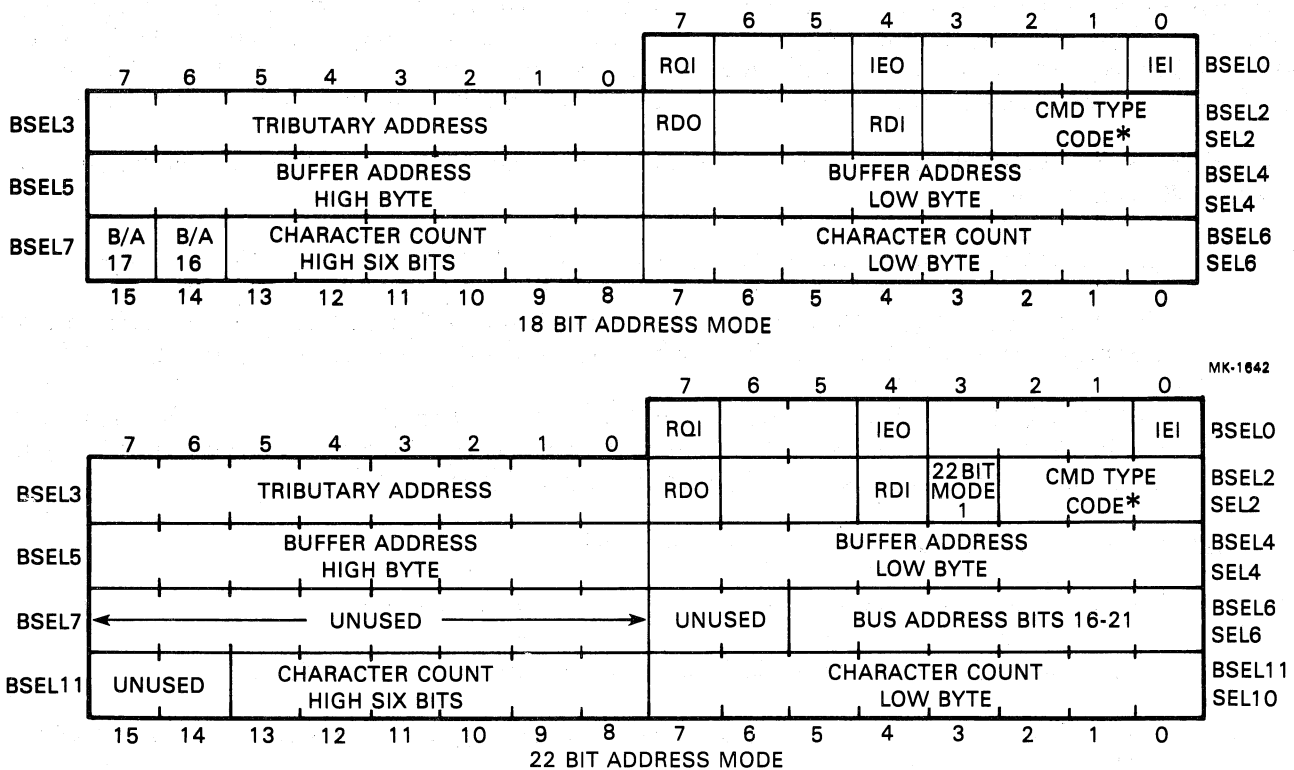 7 6 5 4 3 2 1 0
RQI IEO IEI BSELO
7 6 5 4 3 2 1 0
BSEL3 TRIBUTARY ADDRESS RDO RDI CMD TYPE CODE* BSEL2 SEL2
BSEL5 BUFFER ADDRESS HIGH BYTE BUFFER ADDRESS LOW BYTE BSEL4 SEL4
BSEL7 B/A 17 B/A 16 CHARACTER COUNT HIGH SIX BITS CHARACTER COUNT LOW BYTE BSEL6 SEL6
15 14 13 12 11 10 9 8 7 6 5 4 3 2 1 0
18 BIT ADDRESS MODE
MK-1642
7 6 5 4 3 2 1 0
RQI IEO IEI BSELO
7 6 5 4 3 2 1 0
BSEL3 TRIBUTARY ADDRESS RDO RDI 22 BIT MODE 1 CMD TYPE CODE* BSEL2 SEL2
BSEL5 BUFFER ADDRESS HIGH BYTE BUFFER ADDRESS LOW BYTE BSEL4 SEL4
BSEL7 UNUSED UNUSED BUS ADDRESS BITS 16-21 BSEL6 SEL6
BSEL11 UNUSED CHARACTER COUNT HIGH SIX BITS CHARACTER COUNT LOW BYTE BSEL11 SEL10
15 14 13 12 11 10 9 8 7 6 5 4 3 2 1 0
22 BIT ADDRESS MODE